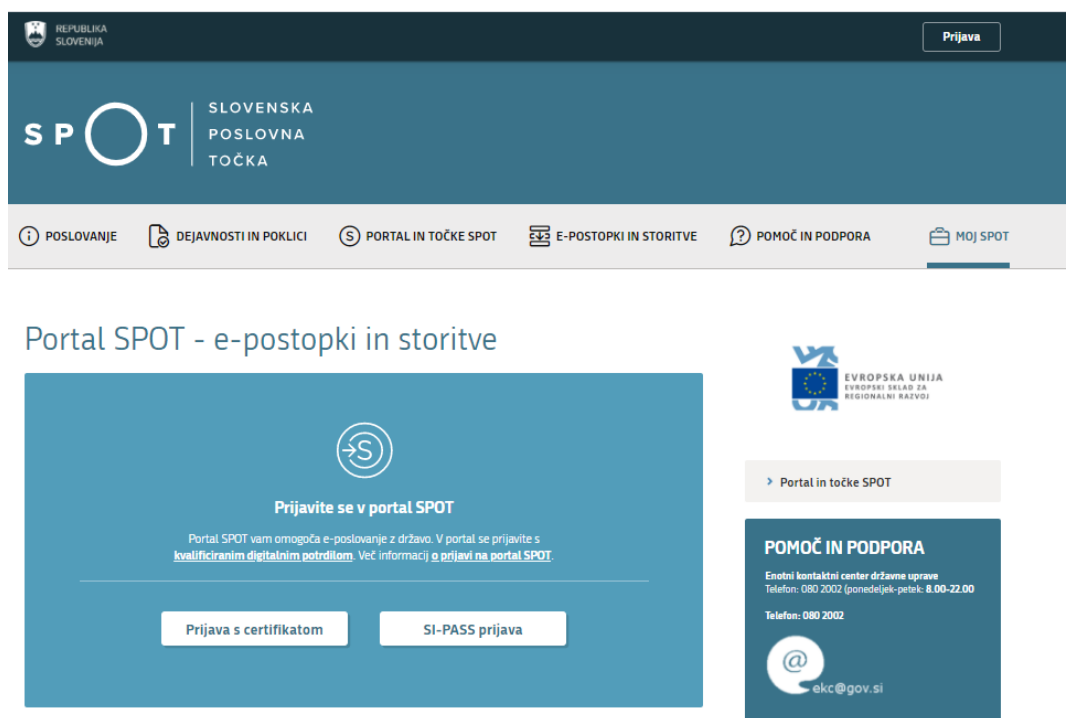 REPUBLIKA
SLOVENIJA
Prijava
SPOT
SLOVENSKA
POSLOVNA
TOČKA
POSLOVANJE
DEJAVNOSTI IN POKLICI
PORTAL IN TOČKE SPOT
E-POSTOPKI IN STORITVE
POMOČ IN PODPORA
MOJ SPOT
Portal SPOT - e-postopki in storitve
Prijavite se v portal SPOT
Portal SPOT vam omogoča e-poslovanje z državo. V portal se prijavite s
kvalificiranim digitalnim potrdilom. Več informacij o prijavi na portal SPOT.
Prijava s certifikatom
SI-PASS prijava
EVROPSKA UNIJA
EVROPSKI SKLAD ZA
REGIONALNI RAZVOJ
Portal in točke SPOT
POMOČ IN PODPORA
Enotni kontaktni center državne uprave
Telefon: 080 2002 (ponedeljek-petek: 8.00-22.00
Telefon: 080 2002
@
ekc@gov.si